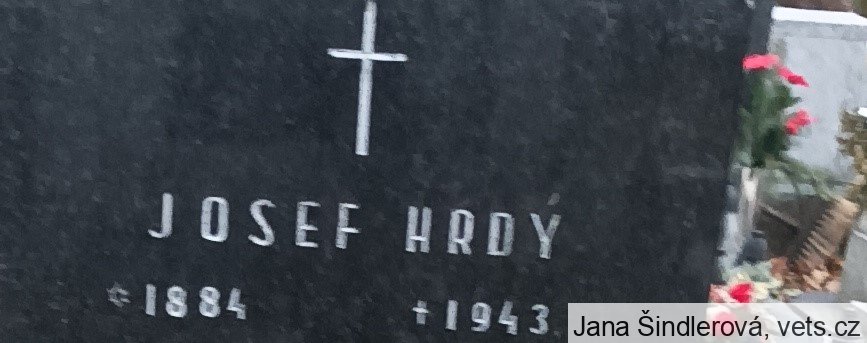 JOSEF HRDÝ
* 1884 † 1943
Jana Šindlerová, vets.cz